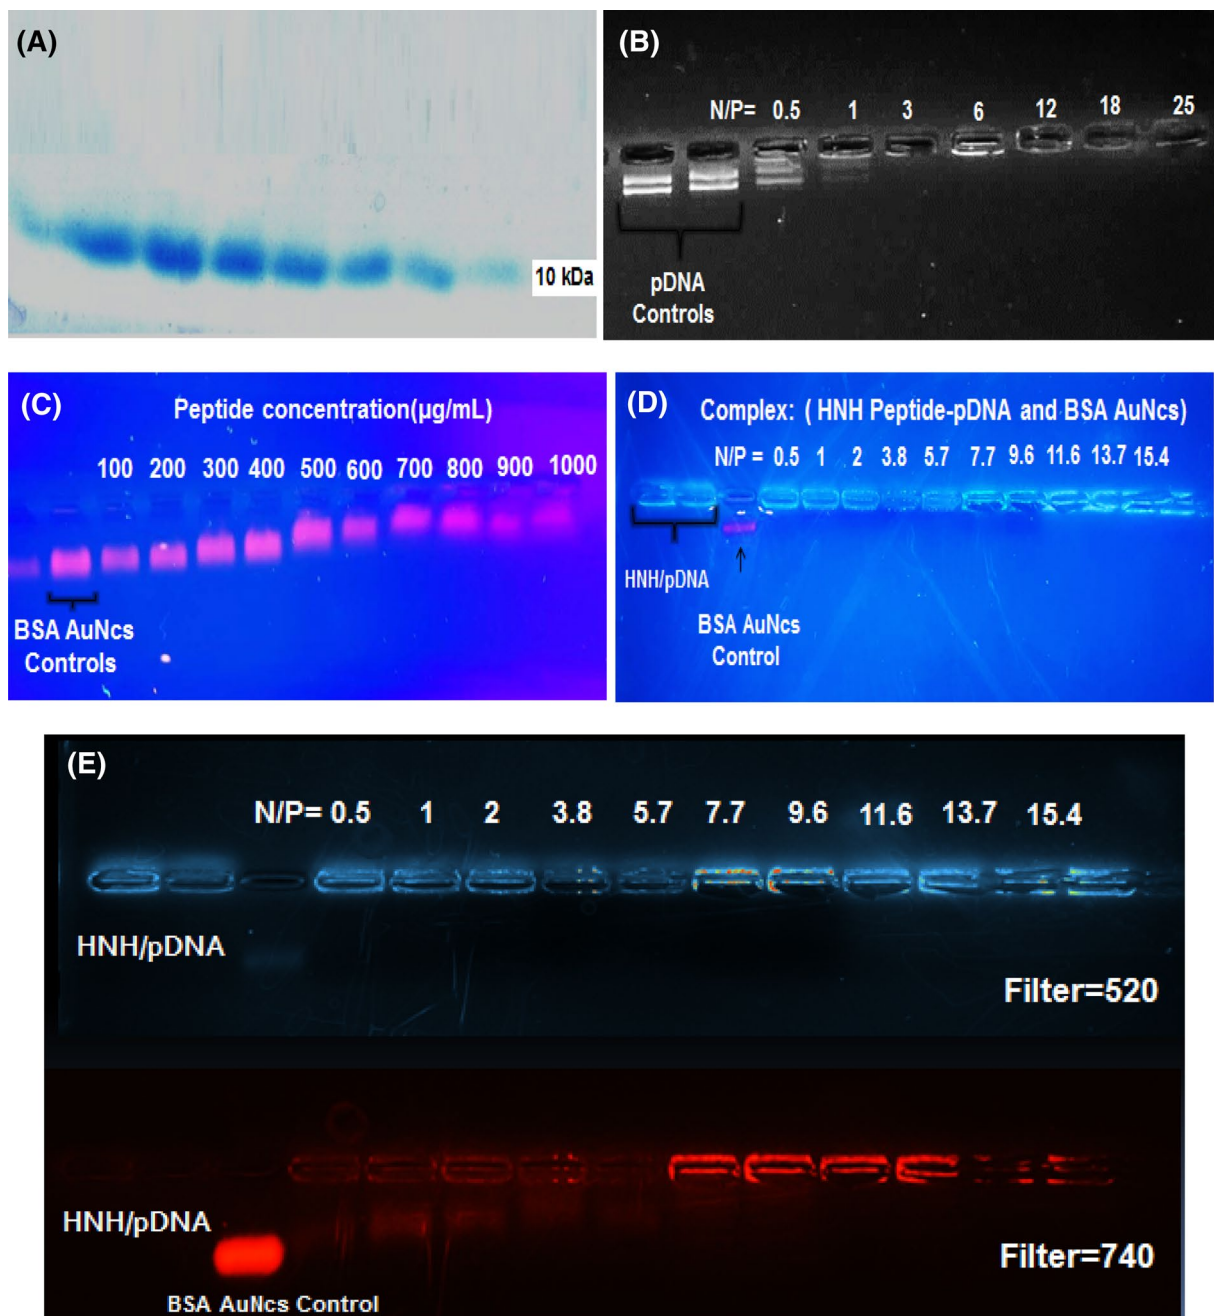 (A)
10 kDa
(B)
N/P= 0.5 1 3 6 12 18 25
pDNA
Controls
(C)
Peptide concentration(µg/mL)
100 200 300 400 500 600 700 800 900 1000
BSA AuNcs
Controls
(D)
Complex: ( HNH Peptide-pDNA and BSA AuNcs)
N/P = 0.5 1 2 3.8 5.7 7.7 9.6 11.6 13.7 15.4
HNH/pDNA
BSA AuNcs
Control
(E)
N/P= 0.5 1 2 3.8 5.7 7.7 9.6 11.6 13.7 15.4
HNH/pDNA
Filter=520
HNH/pDNA
Filter=740
BSA AuNcs Control